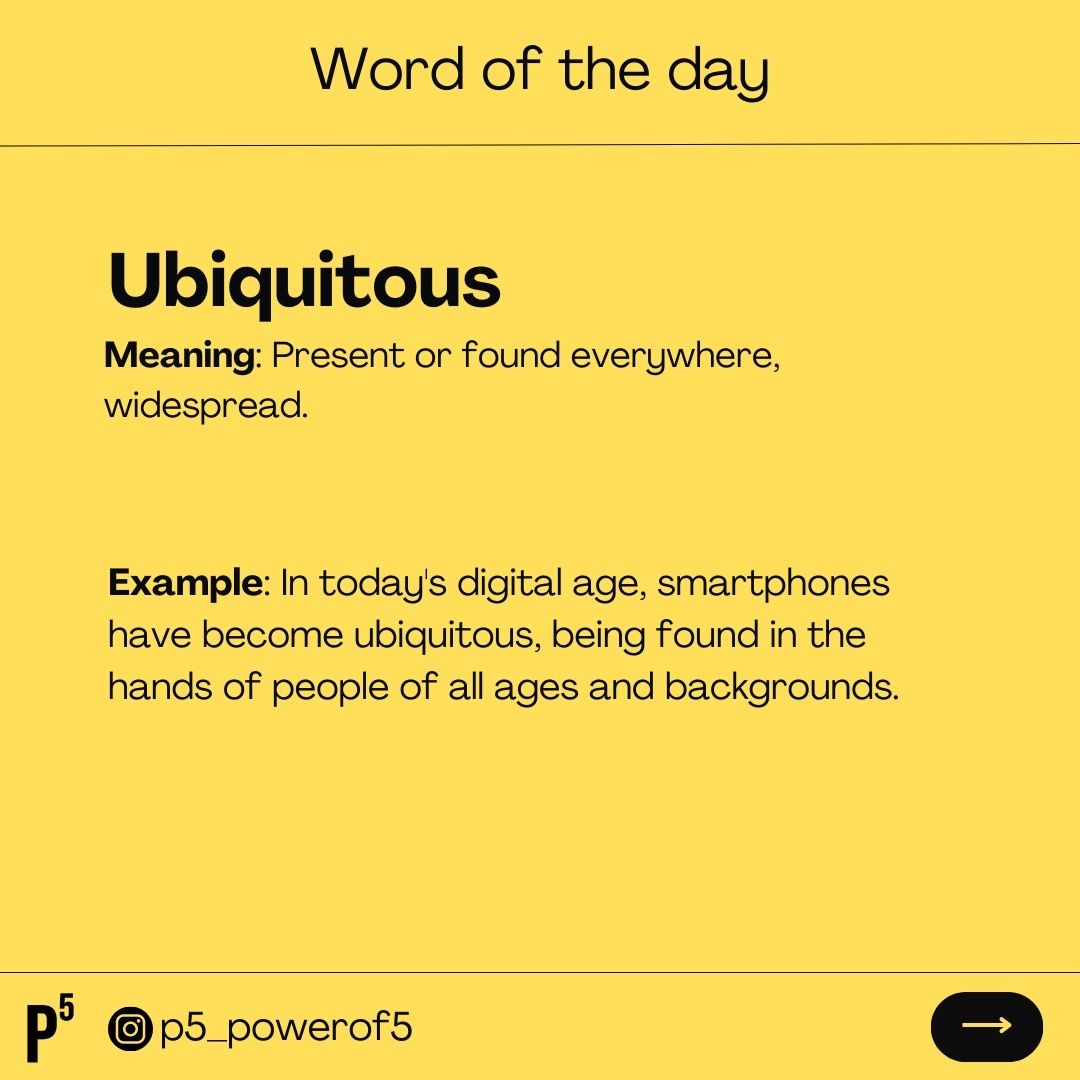 Word of the day
Ubiquitous
Meaning: Present or found everywhere,
widespread.
Example: In today's digital age, smartphones
have become ubiquitous, being found in the
hands of people of all ages and backgrounds.
P⁵ p5_powerof5